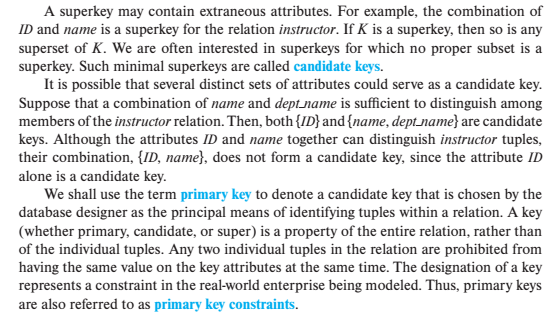 A superkey may contain extraneous attributes. For example, the combination of
ID and name is a superkey for the relation instructor. If K is a superkey, then so is any
superset of K. We are often interested in superkeys for which no proper subset is a
superkey. Such minimal superkeys are called candidate keys.
It is possible that several distinct sets of attributes could serve as a candidate key.
Suppose that a combination of name and dept_name is sufficient to distinguish among
members of the instructor relation. Then, both {ID} and {name, dept_name} are candidate
keys. Although the attributes ID and name together can distinguish instructor tuples,
their combination, {ID, name}, does not form a candidate key, since the attribute ID
alone is a candidate key.
We shall use the term primary key to denote a candidate key that is chosen by the
database designer as the principal means of identifying tuples within a relation. A key
(whether primary, candidate, or super) is a property of the entire relation, rather than
of the individual tuples. Any two individual tuples in the relation are prohibited from
having the same value on the key attributes at the same time. The designation of a key
represents a constraint in the real-world enterprise being modeled. Thus, primary keys
are also referred to as primary key constraints.